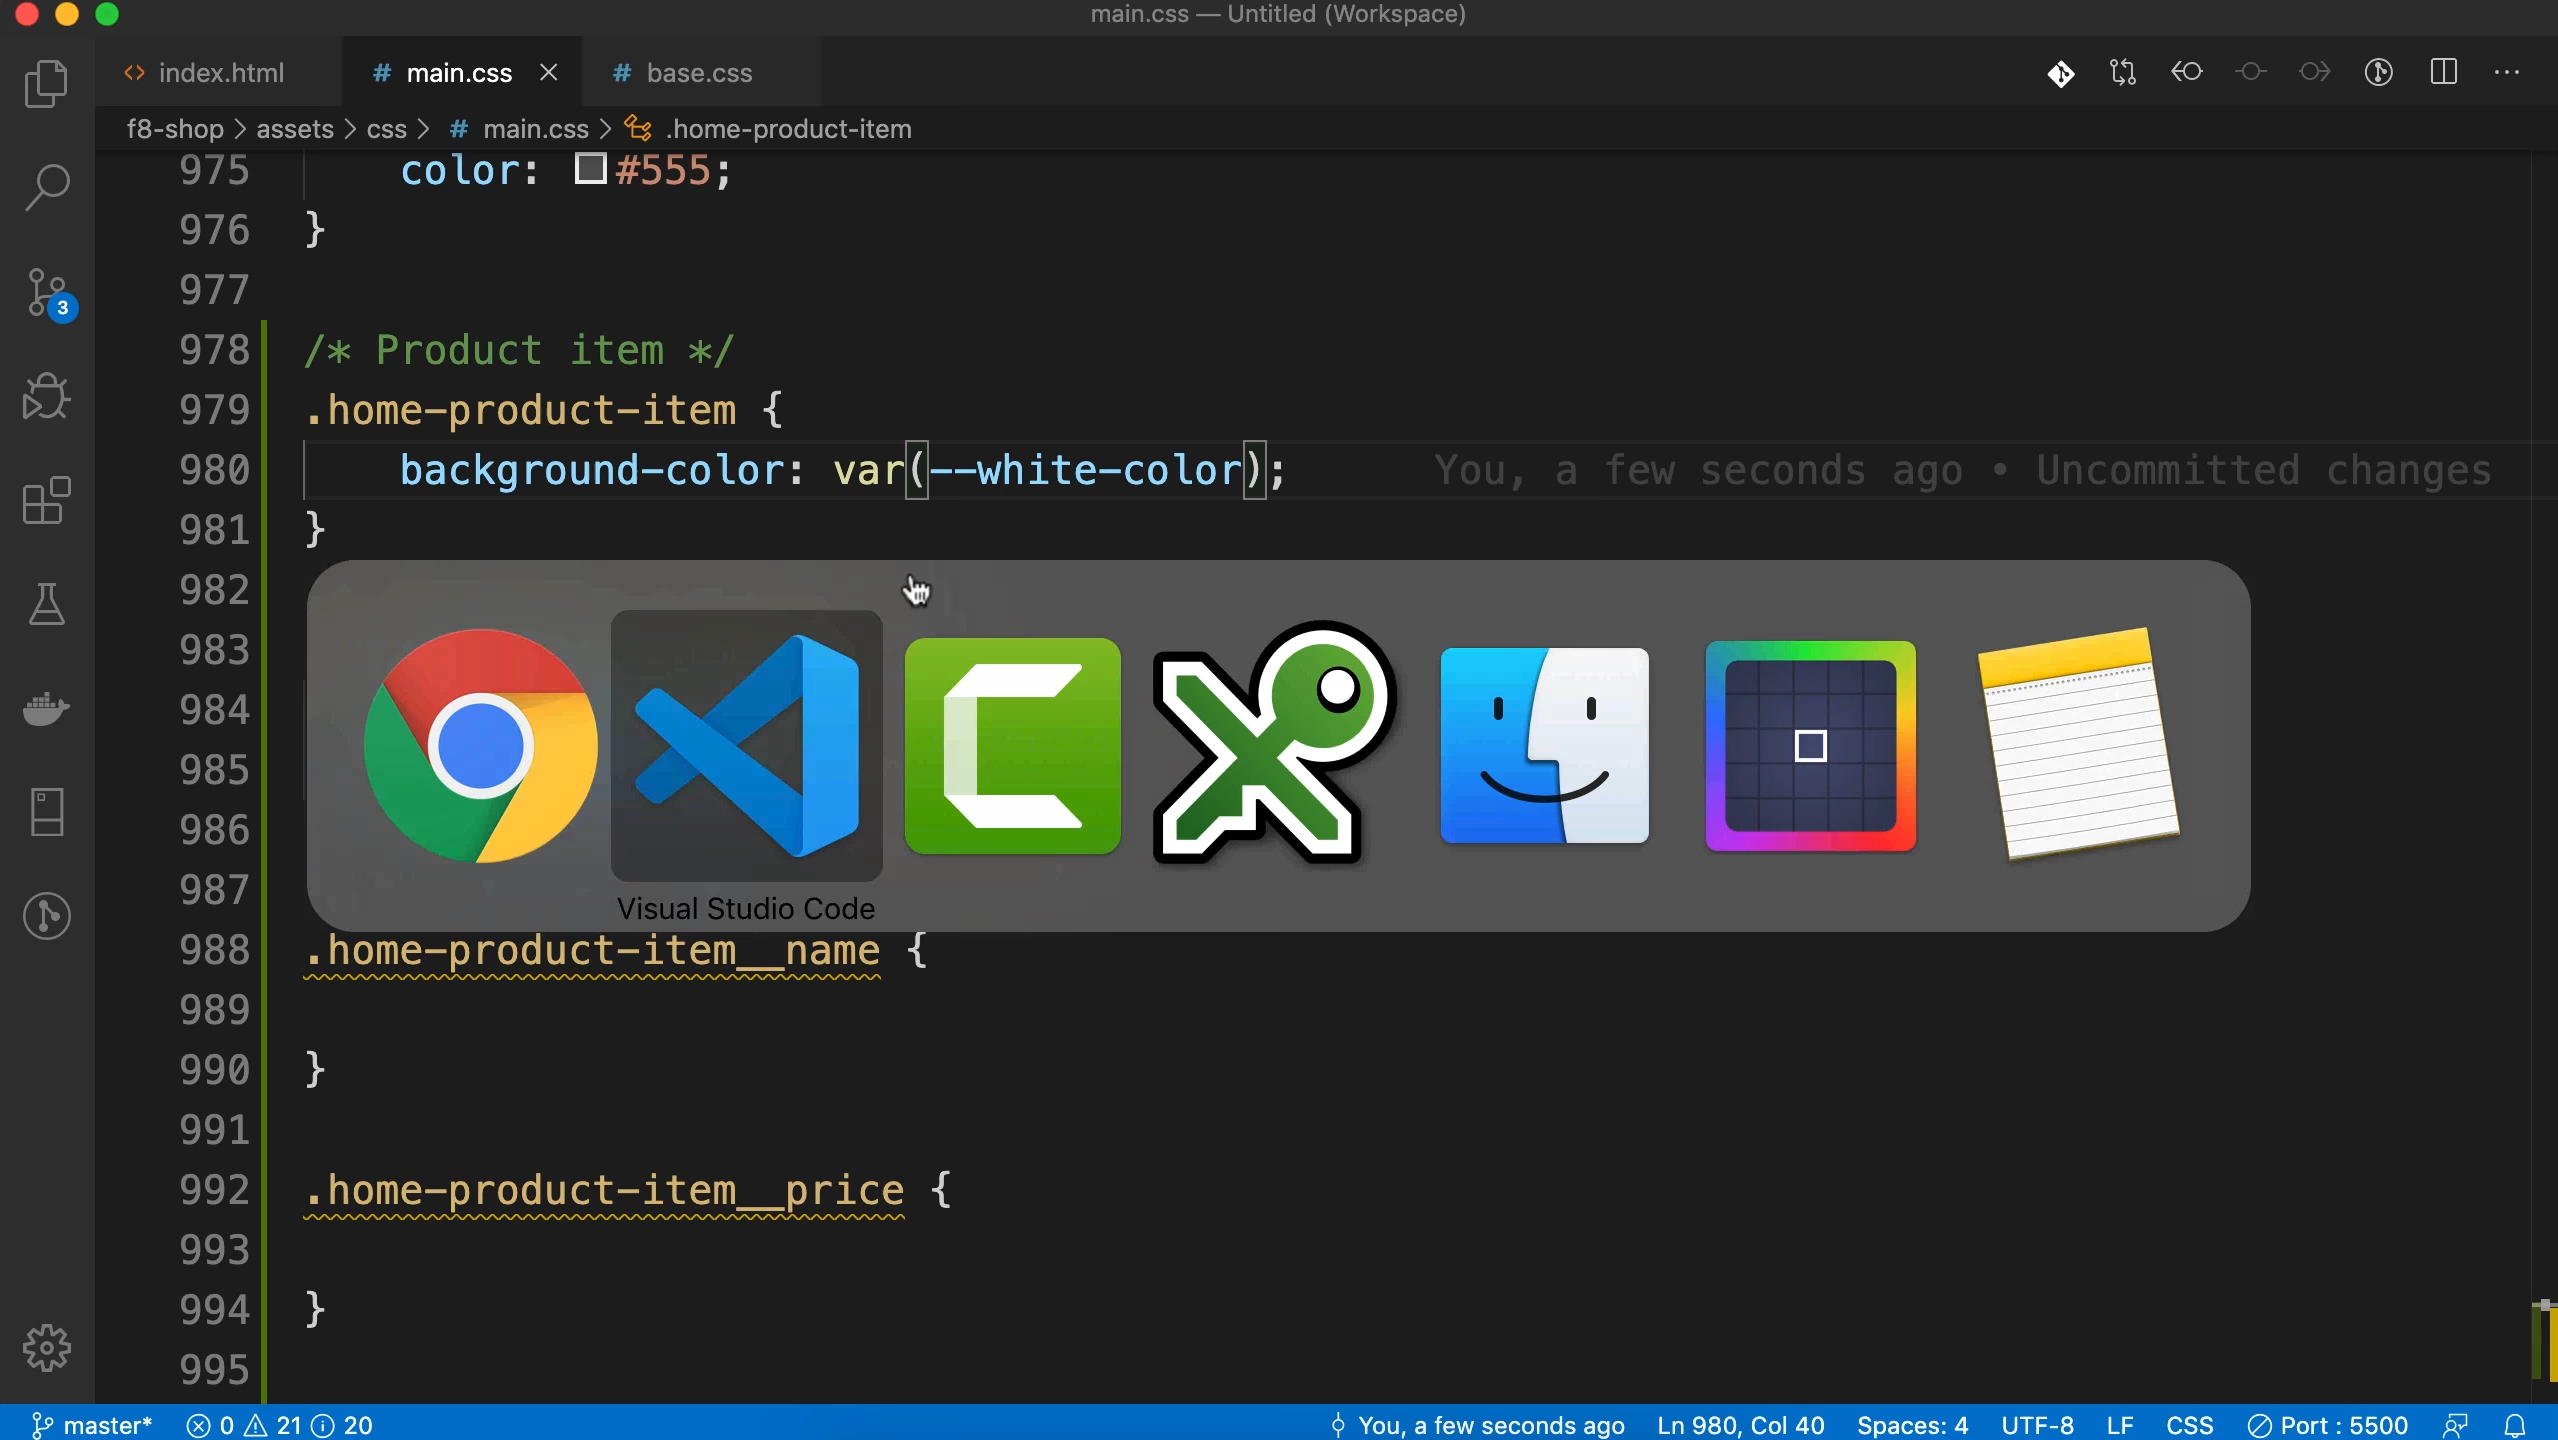 main.css — Untitled (Workspace)
index.html
main.css
base.css
f8-shop > assets > css > # main.css > .home-product-item
975 color: #555;
976 }
977
978 /* Product item */
979 .home-product-item {
980 background-color: var(--white-color); You, a few seconds ago • Uncommitted changes
981 }
982
983
984
985
986
987
Visual Studio Code
988 .home-product-item__name {
989
990 }
991
992 .home-product-item__price {
993
994 }
995
3
master* 0 21 20 You, a few seconds ago Ln 980, Col 40 Spaces: 4 UTF-8 LF CSS Port : 5500